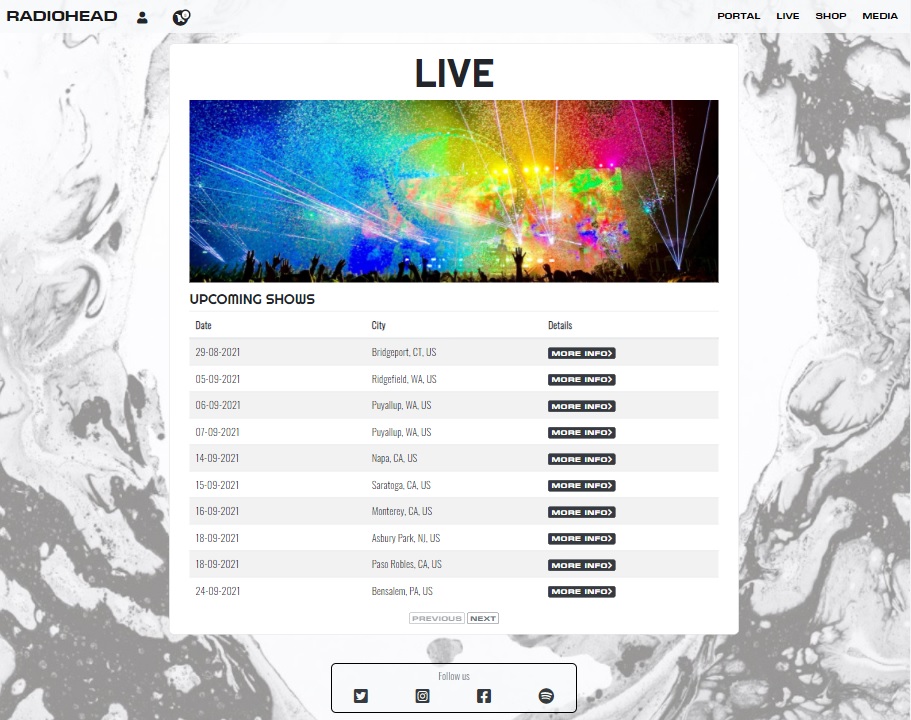 RADIOHEAD PORTAL LIVE SHOP MEDIA
LIVE
UPCOMING SHOWS
Date City Details
29-08-2021 Bridgeport, CT, US MORE INFO
05-09-2021 Ridgefield, WA, US MORE INFO
06-09-2021 Puyallup, WA, US MORE INFO
07-09-2021 Puyallup, WA, US MORE INFO
14-09-2021 Napa, CA, US MORE INFO
15-09-2021 Saratoga, CA, US MORE INFO
16-09-2021 Monterey, CA, US MORE INFO
18-09-2021 Asbury Park, NJ, US MORE INFO
18-09-2021 Paso Robles, CA, US MORE INFO
24-09-2021 Bensalem, PA, US MORE INFO
PREVIOUS NEXT
Follow us